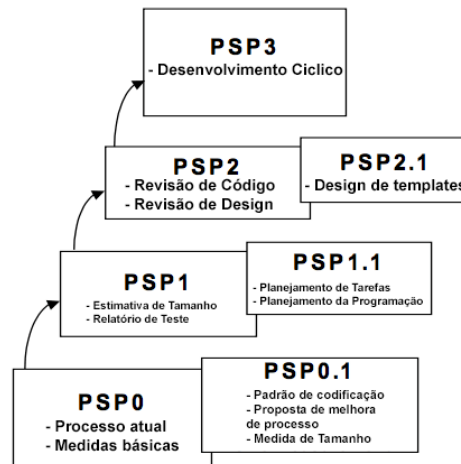 PSP3
- Desenvolvimento Ciclico
PSP2
- Revisão de Código
- Revisão de Design
PSP2.1
- Design de templates
PSP1
- Estimativa de Tamanho
- Relatório de Teste
PSP1.1
- Planejamento de Tarefas
- Planejamento da Programação
PSP0
- Processo atual
- Medidas básicas
PSP0.1
- Padrão de codificação
- Proposta de melhora
de processo
- Medida de Tamanho